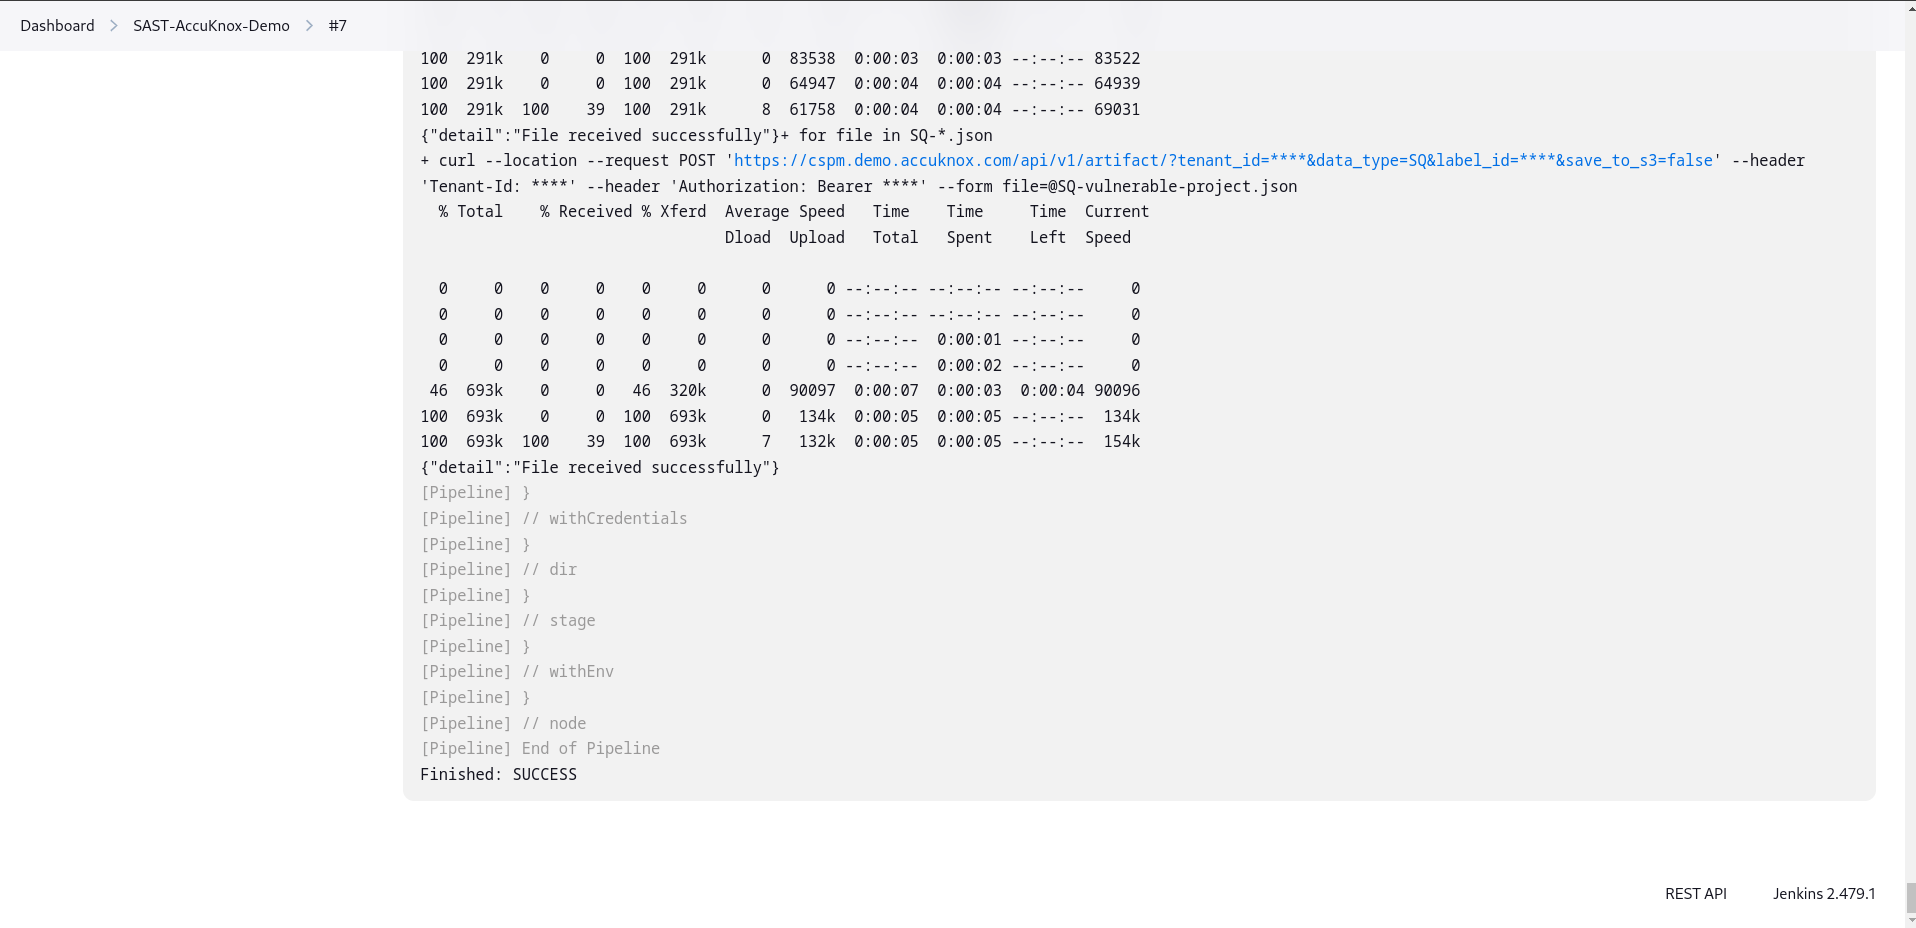 Dashboard > SAST-AccuKnox-Demo > #7
100  291k    0     0  100  291k      0  83538  0:00:03  0:00:03 --:--:-- 83522
100  291k    0     0  100  291k      0  64947  0:00:04  0:00:04 --:--:-- 64939
100  291k  100    39  100  291k      8  61758  0:00:04  0:00:04 --:--:-- 69031
{"detail":"File received successfully"}+ for file in SQ-*.json
+ curl --location --request POST 'https://cspm.demo.accuknox.com/api/v1/artifact/?tenant_id=****&data_type=SQ&label_id=****&save_to_s3=false' --header
'Tenant-Id: ****' --header 'Authorization: Bearer ****' --form file=@SQ-vulnerable-project.json
  % Total    % Received % Xferd  Average Speed   Time    Time     Time  Current
                                 Dload  Upload   Total   Spent    Left  Speed
  0     0    0     0    0     0      0      0 --:--:-- --:--:-- --:--:--     0
  0     0    0     0    0     0      0      0 --:--:-- --:--:-- --:--:--     0
  0     0    0     0    0     0      0      0 --:--:--  0:00:01 --:--:--     0
  0     0    0     0    0     0      0      0 --:--:--  0:00:02 --:--:--     0
 46  693k    0     0   46  320k      0  90097  0:00:07  0:00:03  0:00:04 90096
100  693k    0     0  100  693k      0   134k  0:00:05  0:00:05 --:--:--  134k
100  693k  100    39  100  693k      7   132k  0:00:05  0:00:05 --:--:--  154k
{"detail":"File received successfully"}
[Pipeline] }
[Pipeline] // withCredentials
[Pipeline] }
[Pipeline] // dir
[Pipeline] }
[Pipeline] // stage
[Pipeline] }
[Pipeline] // withEnv
[Pipeline] }
[Pipeline] // node
[Pipeline] End of Pipeline
Finished: SUCCESS
REST API Jenkins 2.479.1